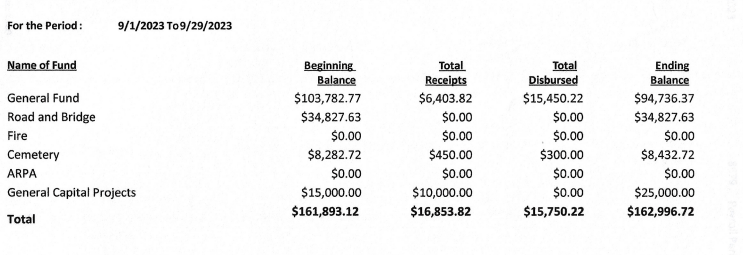 For the Period : 9/1/2023 To 9/29/2023
Name of Fund Beginning Balance Total Receipts Total Disbursed Ending Balance
General Fund $103,782.77 $6,403.82 $15,450.22 $94,736.37
Road and Bridge $34,827.63 $0.00 $0.00 $34,827.63
Fire $0.00 $0.00 $0.00 $0.00
Cemetery $8,282.72 $450.00 $300.00 $8,432.72
ARPA $0.00 $0.00 $0.00 $0.00
General Capital Projects $15,000.00 $10,000.00 $0.00 $25,000.00
Total $161,893.12 $16,853.82 $15,750.22 $162,996.72